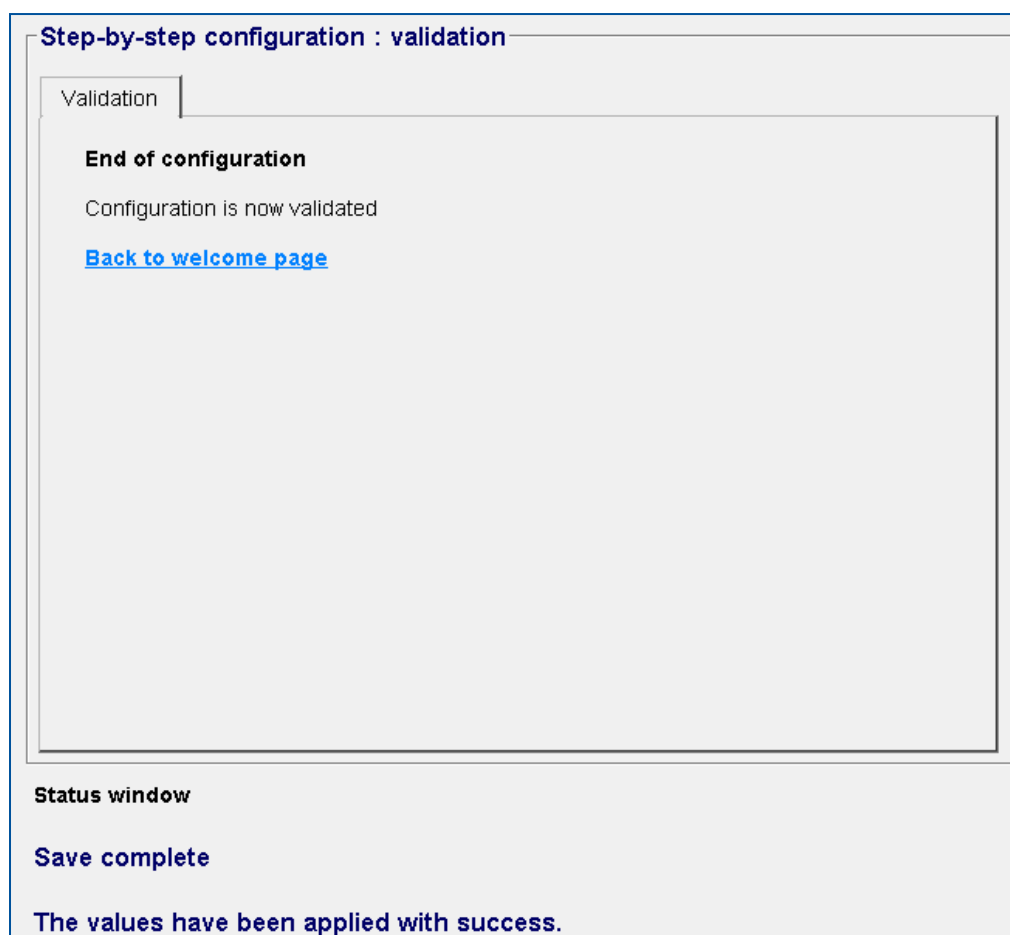 Step-by-step configuration : validation
Validation
End of configuration
Configuration is now validated
Back to welcome page
Status window
Save complete
The values have been applied with success.